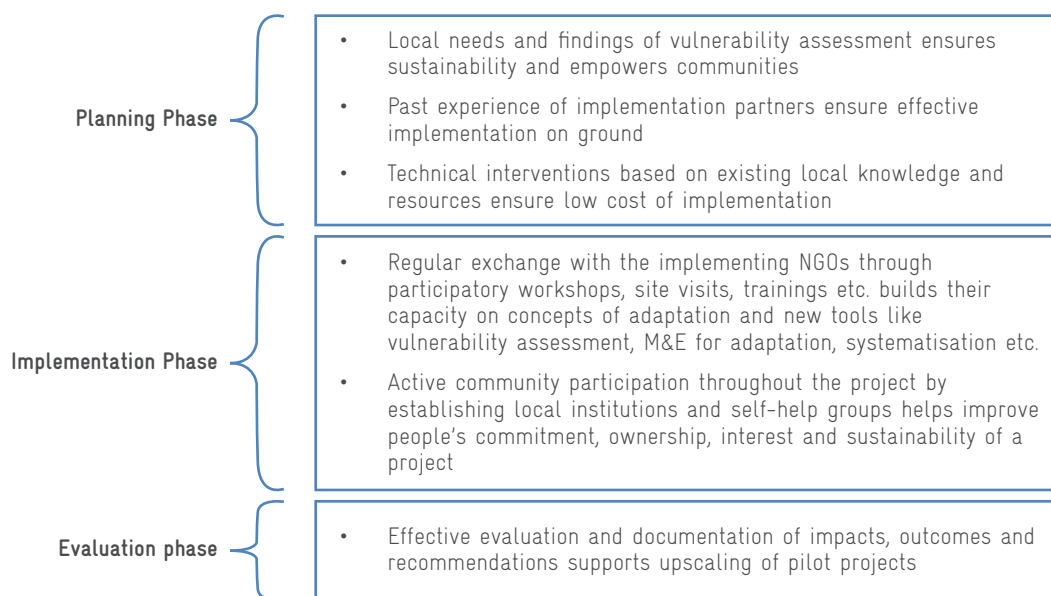 Planning Phase
• Local needs and findings of vulnerability assessment ensures
sustainability and empowers communities
• Past experience of implementation partners ensure effective
implementation on ground
• Technical interventions based on existing local knowledge and
resources ensure low cost of implementation
Implementation Phase
• Regular exchange with the implementing NGOs through
participatory workshops, site visits, trainings etc. builds their
capacity on concepts of adaptation and new tools like
vulnerability assessment, M&E for adaptation, systematisation etc.
• Active community participation throughout the project by
establishing local institutions and self-help groups helps improve
people's commitment, ownership, interest and sustainability of a
project
Evaluation phase
• Effective evaluation and documentation of impacts, outcomes and
recommendations supports upscaling of pilot projects